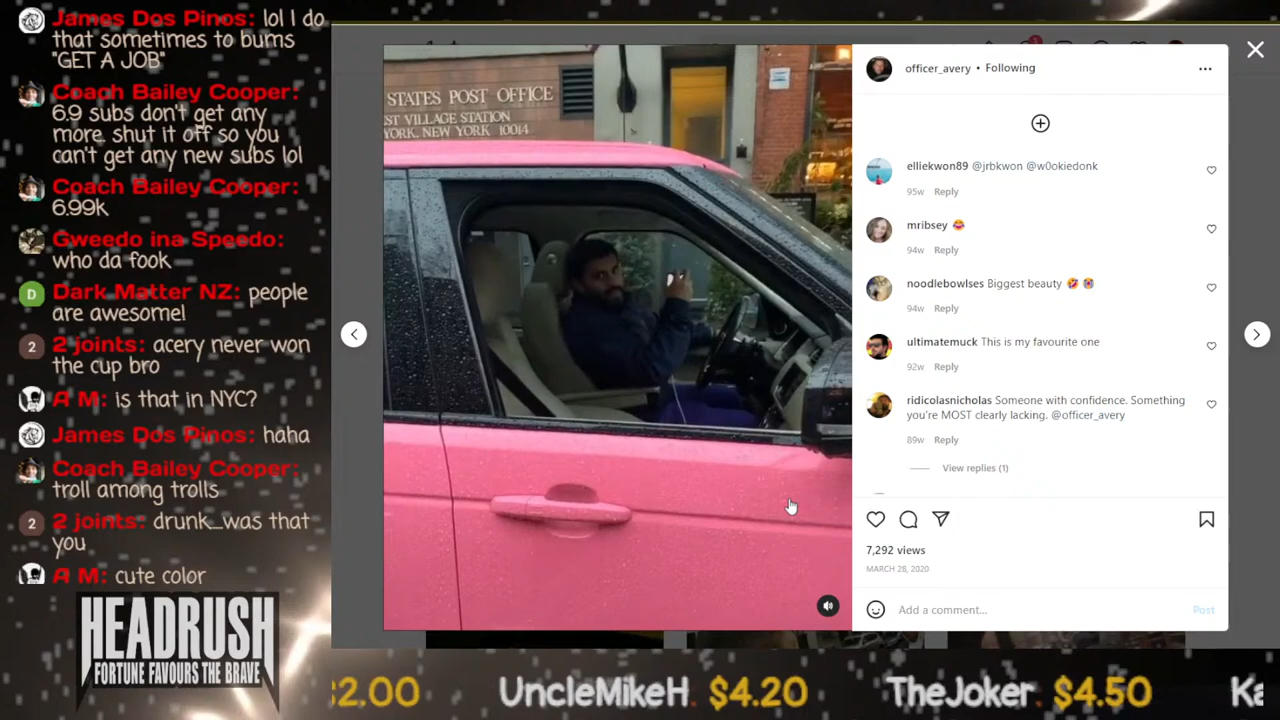 James Dos Pinos: lol I do
that sometimes to bums
"GET A JOB"
Coach Bailey Cooper:
6.9 subs don't get any
more. shut it off so you
can't get any new subs lol
Coach Bailey Cooper:
6.99k
Gweedo ina Speedo:
who da fook
D
Dark Matter NZ: people
are awesome!
2
2 joints: acery never won
the cup bro
A M: is that in NYC?
James Dos Pinos: haha
Coach Bailey Cooper:
troll among trolls
2
2 joints: drunk....was that
you
A M: cute color
HEADRUSH
FORTUNE FAVOURS THE BRAVE
STATES POST OFFICE
ST VILLAGE STATION
YORK, NEW YORK 10014
officer_avery • Following
elliekwon89 @jrbkwon @w0okiedonk
95w Reply
mribsey 😂
94w Reply
noodlebowlses Biggest beauty 🤣 😭
94w Reply
ultimatemuck This is my favourite one
92w Reply
ridicolasnicholas Someone with confidence. Something
you're MOST clearly lacking. @officer_avery
89w Reply
View replies (1)
7,292 views
MARCH 28, 2020
Add a comment...
Post
$2.00 UncleMikeH. $4.20 TheJoker. $4.50 Ka